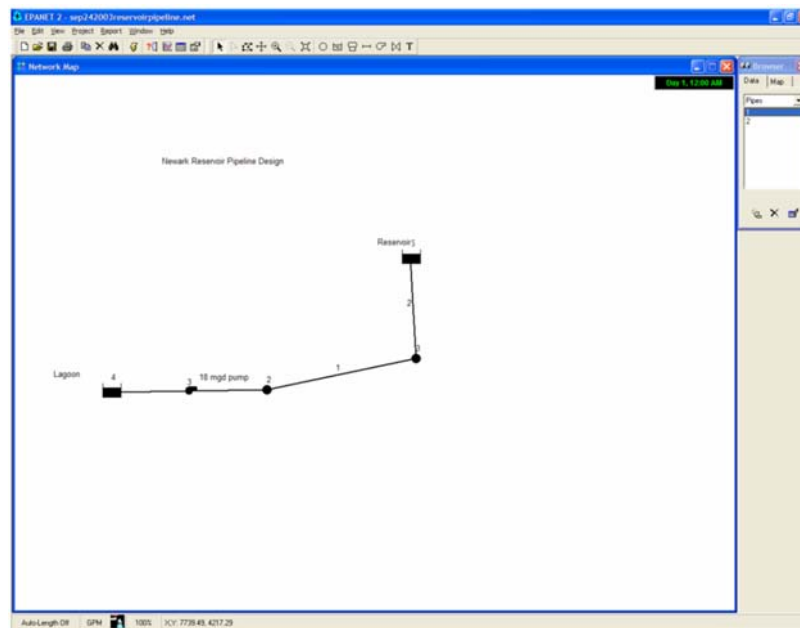 EPANET 2 - sep242003reservoirpipeline.net
File Edit View Project Report Window Help
Network Map
Day 1, 12:00 AM
Browser
Data Map
Pipes
1
2
Newark Reservoir Pipeline Design
Reservoir 1
2
3
1
Lagoon 4
3 18 mgd pump 2
Auto-Length Off GPM 100% X,Y: 7739.49, 4217.29